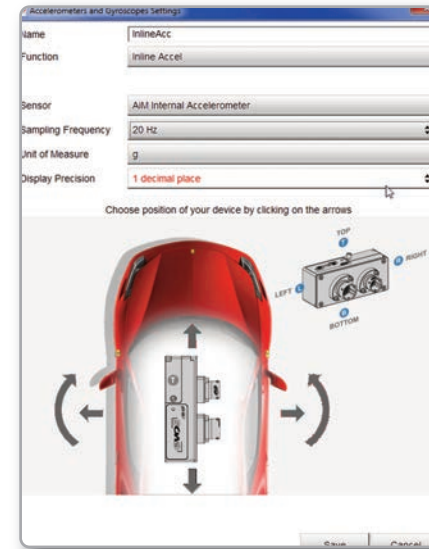 Accelerometers and Gyroscopes Settings
Name InlineAcc
Function Inline Accel
Sensor AiM Internal Accelerometer
Sampling Frequency 20 Hz
Unit of Measure g
Display Precision 1 decimal place
Choose position of your device by clicking on the arrows
TOP
T
R RIGHT
LEFT L
B
BOTTOM
T
Save Cancel